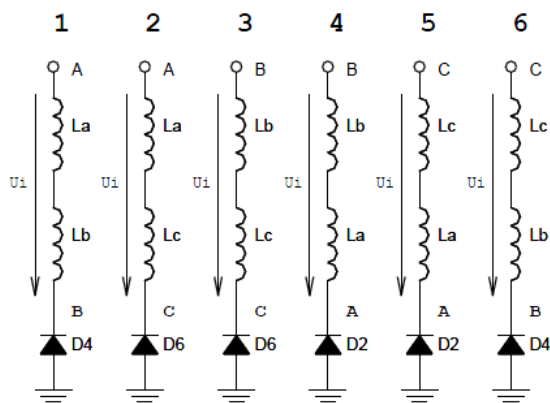 1 2 3 4 5 6
A A B B C C
La La Lb Lb Lc Lc
Ui Ui Ui Ui Ui Ui
Lb Lc Lc La La Lb
B C C A A B
D4 D6 D6 D2 D2 D4